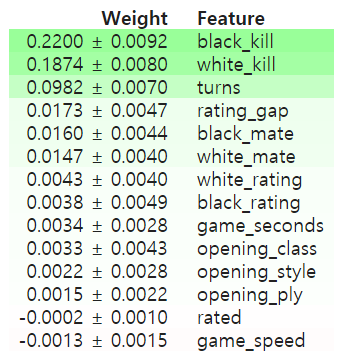 Weight Feature
0.2200 ± 0.0092 black_kill
0.1874 ± 0.0080 white_kill
0.0982 ± 0.0070 turns
0.0173 ± 0.0047 rating_gap
0.0160 ± 0.0044 black_mate
0.0147 ± 0.0040 white_mate
0.0043 ± 0.0040 white_rating
0.0038 ± 0.0049 black_rating
0.0034 ± 0.0028 game_seconds
0.0033 ± 0.0043 opening_class
0.0022 ± 0.0028 opening_style
0.0015 ± 0.0022 opening_ply
-0.0002 ± 0.0010 rated
-0.0013 ± 0.0015 game_speed